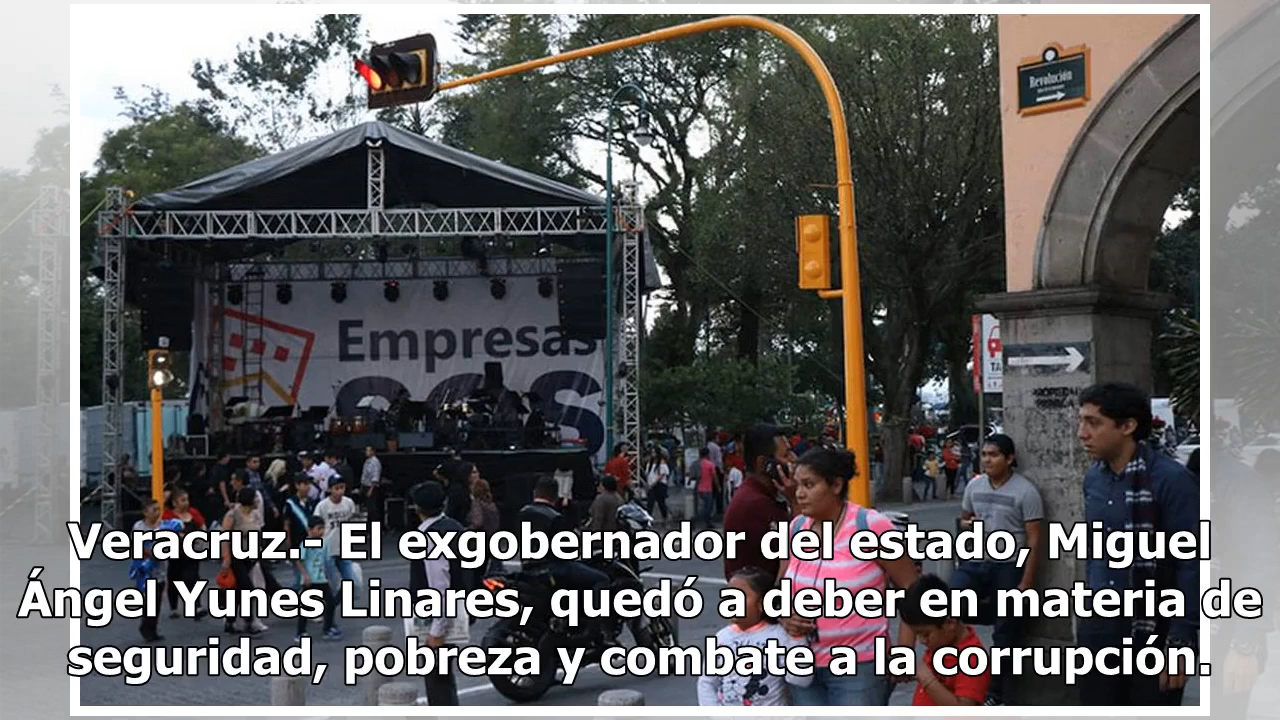 Revolución
Empresas
TA
Veracruz.- El exgobernador del estado, Miguel
Ángel Yunes Linares, quedó a deber en materia de
seguridad, pobreza y combate a la corrupción.